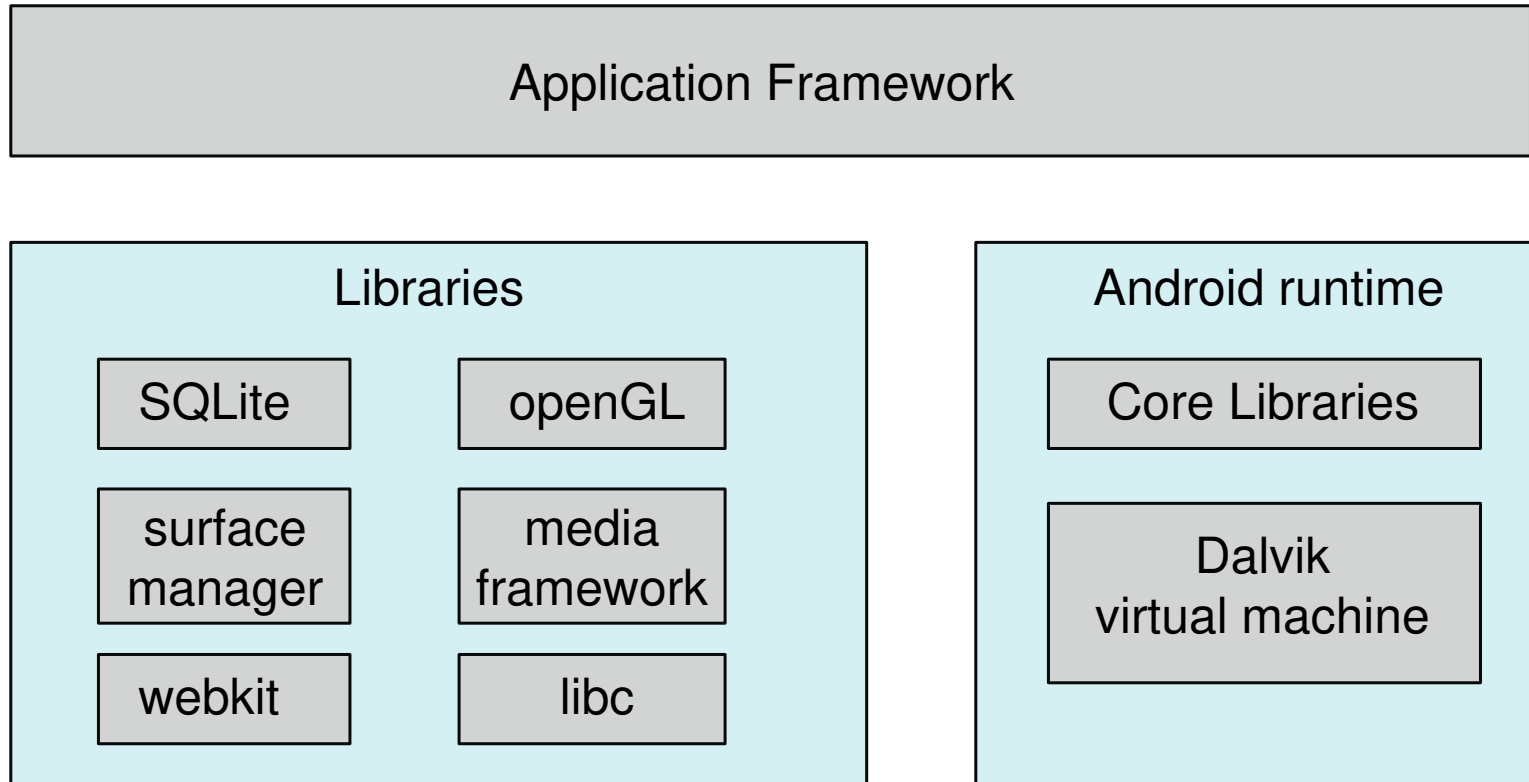 Application Framework
Libraries
SQLite
openGL
surface
manager
media
framework
webkit
libc
Android runtime
Core Libraries
Dalvik
virtual machine